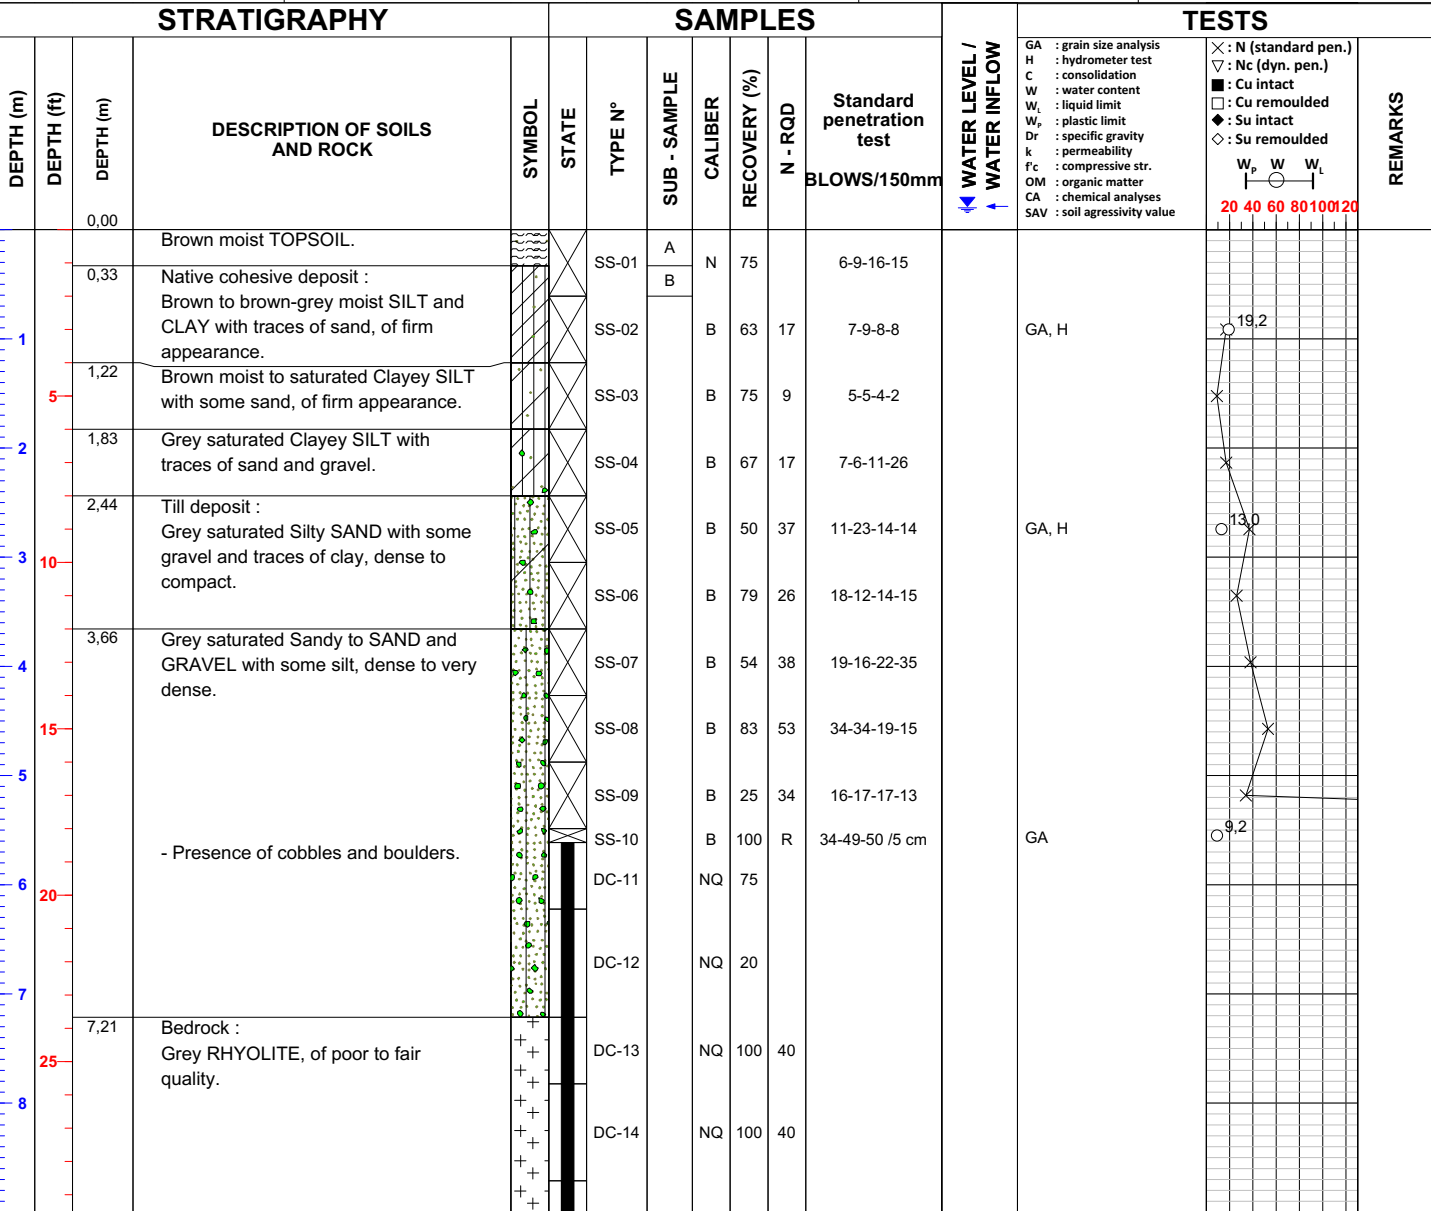 STRATIGRAPHY
SAMPLES
TESTS
DEPTH (m)
DEPTH (ft)
DEPTH (m)
0,00
DESCRIPTION OF SOILS
AND ROCK
SYMBOL
STATE
TYPE N°
SUB - SAMPLE
CALIBER
RECOVERY (%)
N - RQD
Standard
penetration
test
BLOWS/150mm
WATER LEVEL /
WATER INFLOW
GA : grain size analysis
H : hydrometer test
C : consolidation
W : water content
WL : liquid limit
WP : plastic limit
Dr : specific gravity
k : permeability
f'c : compressive str.
OM : organic matter
CA : chemical analyses
SAV : soil agressivity value
: N (standard pen.)
: Nc (dyn. pen.)
: Cu intact
: Cu remoulded
: Su intact
: Su remoulded
WP W WL
20 40 60 80 100 120
REMARKS
Brown moist TOPSOIL.
A
SS-01 N 75 6-9-16-15
0,33 Native cohesive deposit :
B
Brown to brown-grey moist SILT and
CLAY with traces of sand, of firm
appearance.
SS-02 B 63 17 7-9-8-8 GA, H 19,2
1
1,22 Brown moist to saturated Clayey SILT
with some sand, of firm appearance.
5
SS-03 B 75 9 5-5-4-2
1,83 Grey saturated Clayey SILT with
traces of sand and gravel.
2
SS-04 B 67 17 7-6-11-26
2,44 Till deposit :
Grey saturated Silty SAND with some
gravel and traces of clay, dense to
compact.
SS-05 B 50 37 11-23-14-14 GA, H 13,0
3
10
SS-06 B 79 26 18-12-14-15
3,66 Grey saturated Sandy to SAND and
GRAVEL with some silt, dense to very
dense.
4
SS-07 B 54 38 19-16-22-35
15
SS-08 B 83 53 34-34-19-15
5
SS-09 B 25 34 16-17-17-13
SS-10 B 100 R 34-49-50 /5 cm GA 9,2
- Presence of cobbles and boulders.
6
20
DC-11 NQ 75
DC-12 NQ 20
7
7,21 Bedrock :
Grey RHYOLITE, of poor to fair
quality.
25
DC-13 NQ 100 40
8
DC-14 NQ 100 40